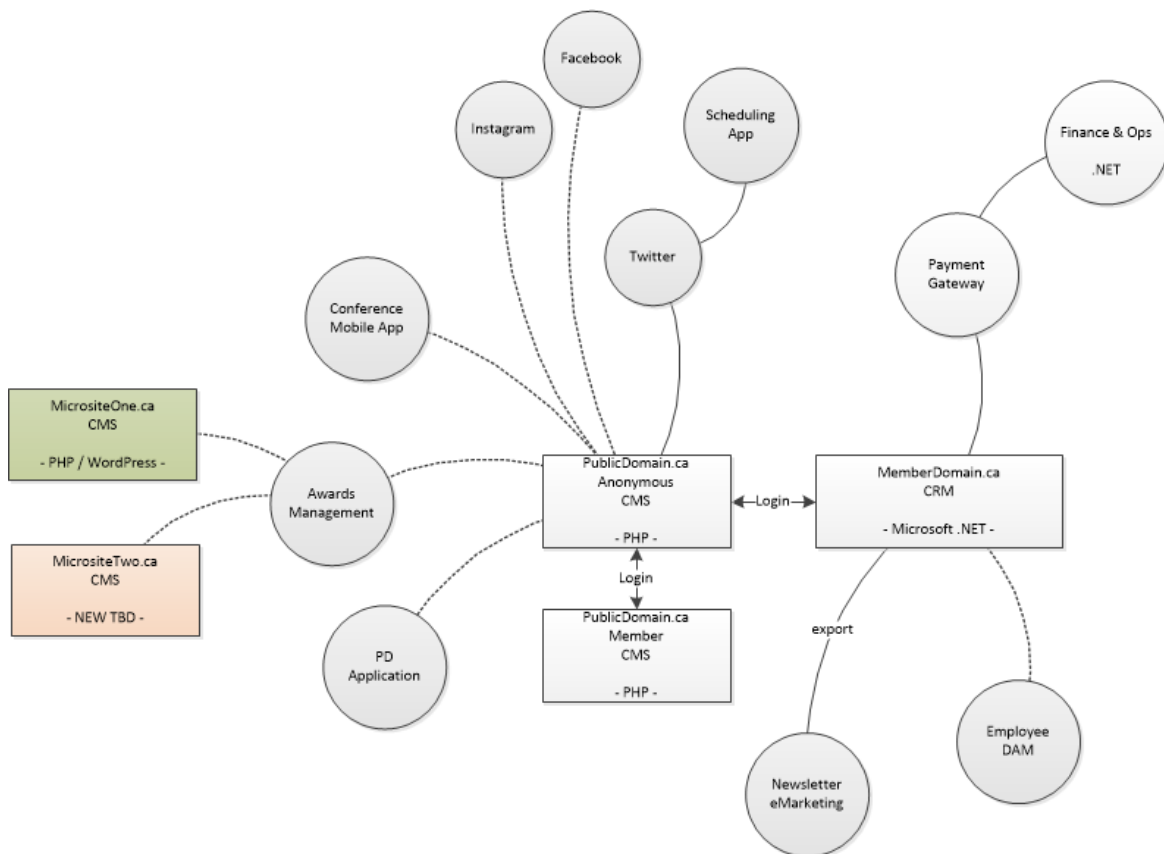 Facebook
Instagram
Scheduling
App
Finance & Ops
.NET
Twitter
Payment
Gateway
Conference
Mobile App
MicrositeOne.ca
CMS
- PHP / WordPress -
Awards
Management
MicrositeTwo.ca
CMS
- NEW TBD -
PublicDomain.ca
Anonymous
CMS
- PHP -
Login
MemberDomain.ca
CRM
- Microsoft .NET -
Login
PublicDomain.ca
Member
CMS
- PHP -
PD
Application
export
Newsletter
eMarketing
Employee
DAM